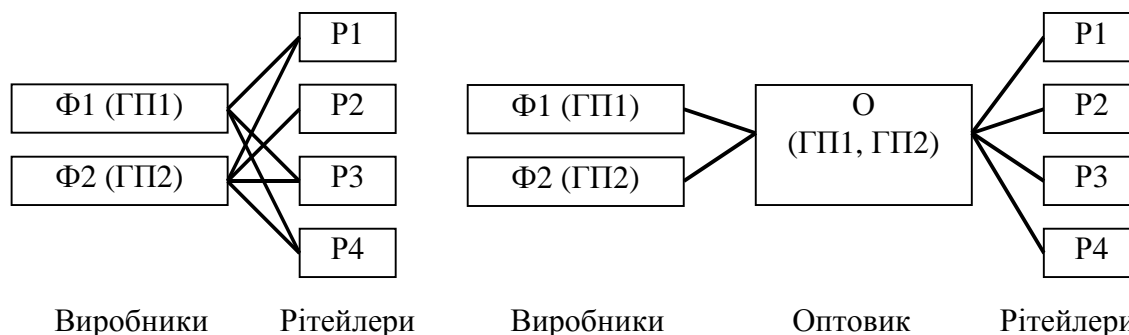 Р1
Р2
Р3
Р4
Ф1 (ГП1)
Ф2 (ГП2)
Виробники
Рітейлери
Ф1 (ГП1)
Ф2 (ГП2)
О
(ГП1, ГП2)
Р1
Р2
Р3
Р4
Виробники
Оптовик
Рітейлери